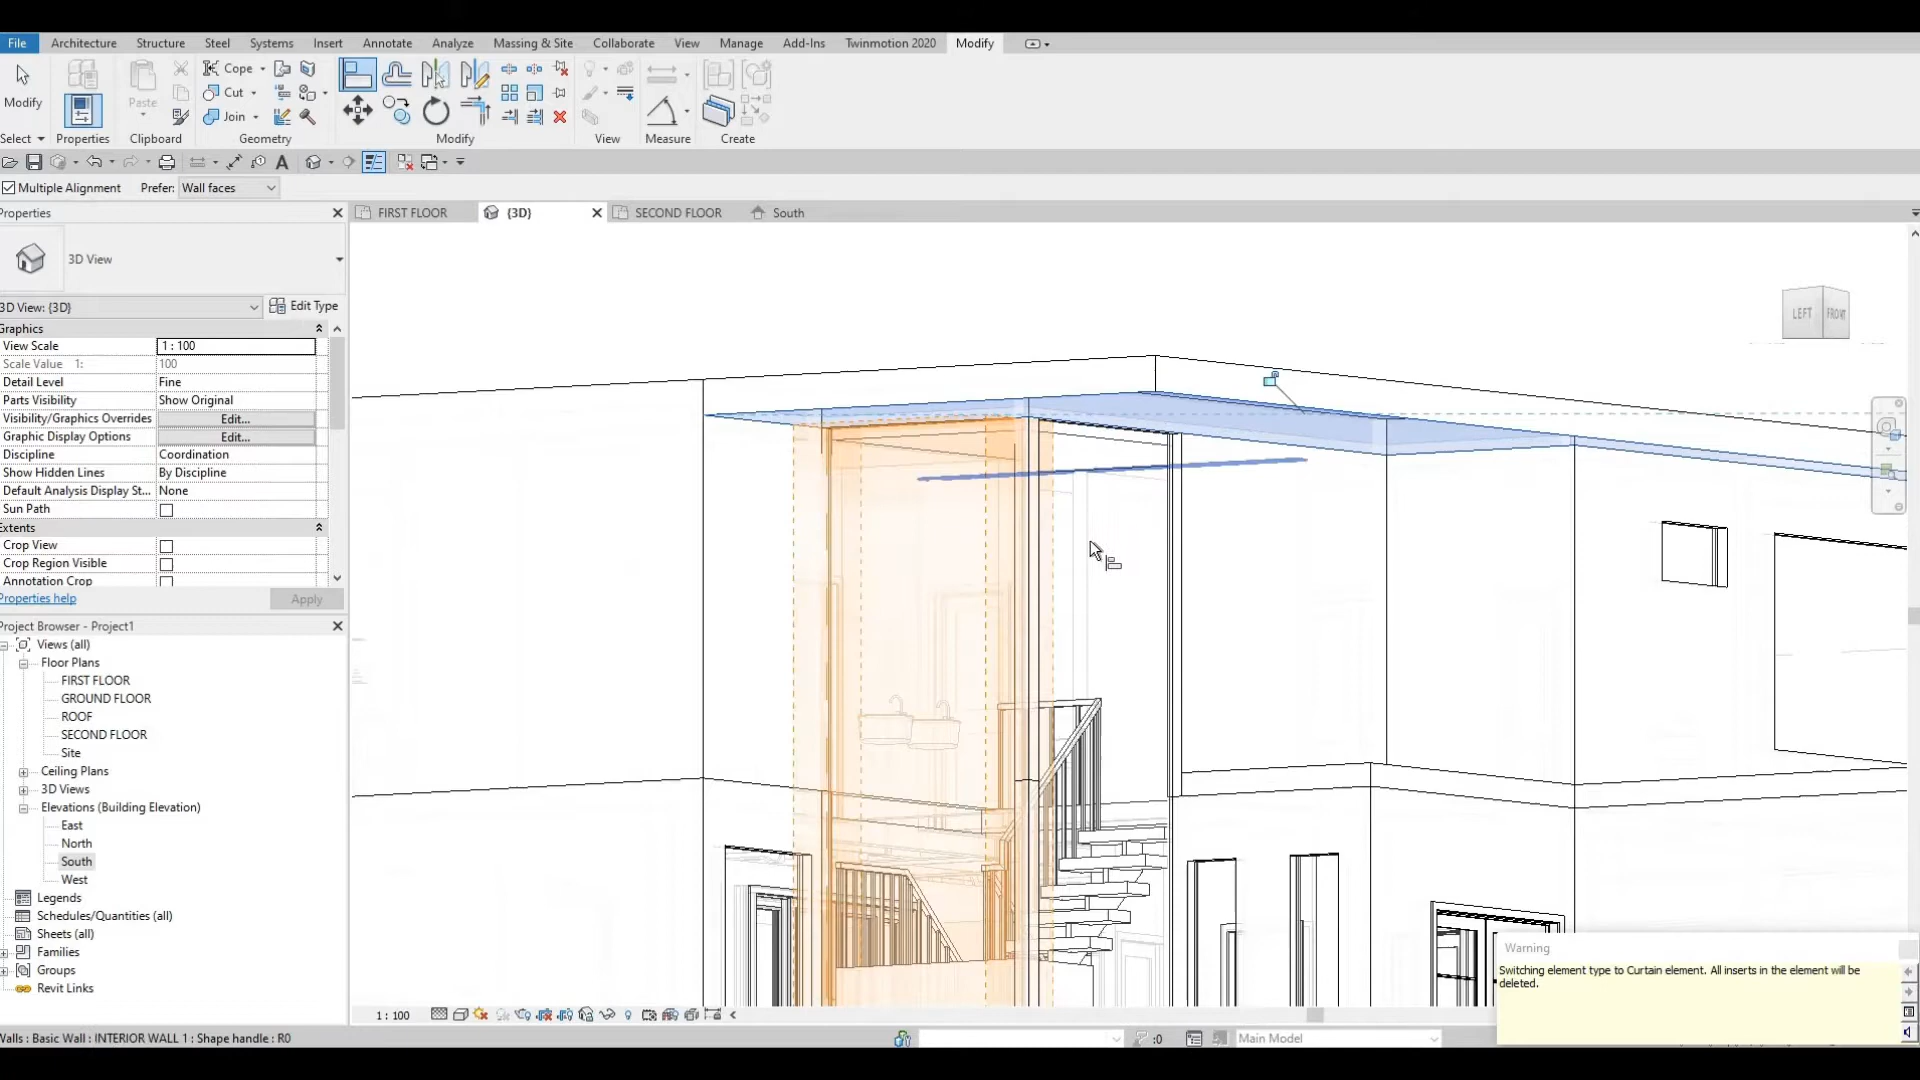 File Architecture Structure Steel Systems Insert Annotate Analyze Massing & Site Collaborate View Manage Add-Ins Twinmotion 2020 Modify
Modify Paste Cope
Cut
Join
Select Properties Clipboard Geometry Modify View Measure Create
Multiple Alignment Prefer: Wall faces
Properties
FIRST FLOOR {3D} SECOND FLOOR South
3D View
3D View: {3D} Edit Type
Graphics
View Scale 1 : 100
Scale Value 1: 100
Detail Level Fine
Parts Visibility Show Original
Visibility/Graphics Overrides Edit...
Graphic Display Options Edit...
Discipline Coordination
Show Hidden Lines By Discipline
Default Analysis Display St... None
Sun Path
Extents
Crop View
Crop Region Visible
Annotation Crop
Properties help Apply
Project Browser - Project1
Views (all)
Floor Plans
FIRST FLOOR
GROUND FLOOR
ROOF
SECOND FLOOR
Site
Ceiling Plans
3D Views
Elevations (Building Elevation)
East
North
South
West
Legends
Schedules/Quantities (all)
Sheets (all)
Families
Groups
Revit Links
LEFT FRONT
Warning
Switching element type to Curtain element. All inserts in the element will be
deleted.
1 : 100
Walls : Basic Wall : INTERIOR WALL 1 : Shape handle : R0
:0 Main Model